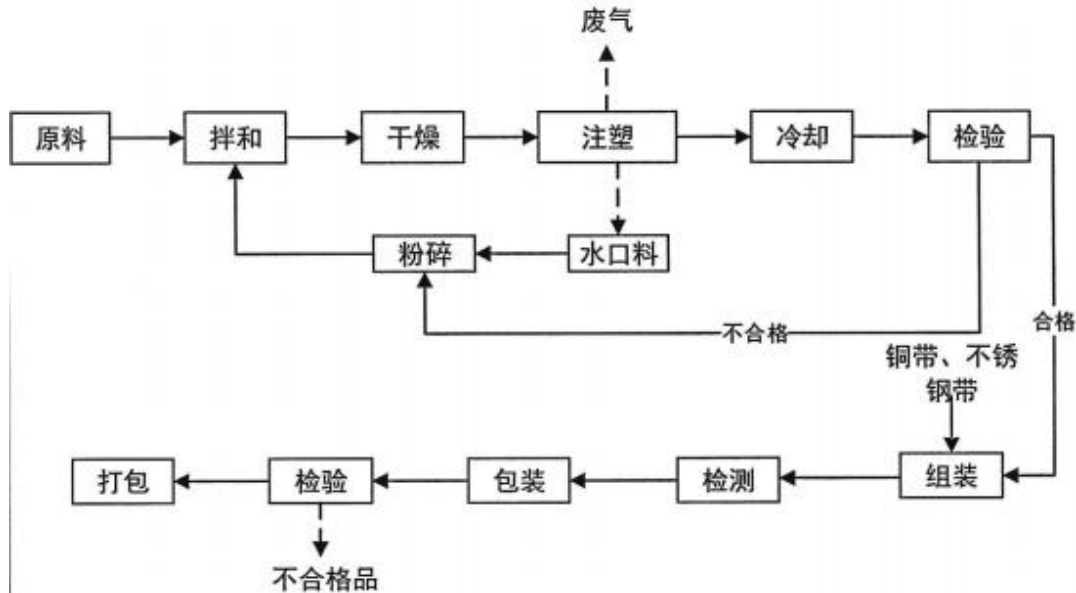 废气
原料
拌和
干燥
注塑
冷却
检验
粉碎
水口料
不合格
合格
铜带、不锈
钢带
打包
检验
包装
检测
组装
不合格品